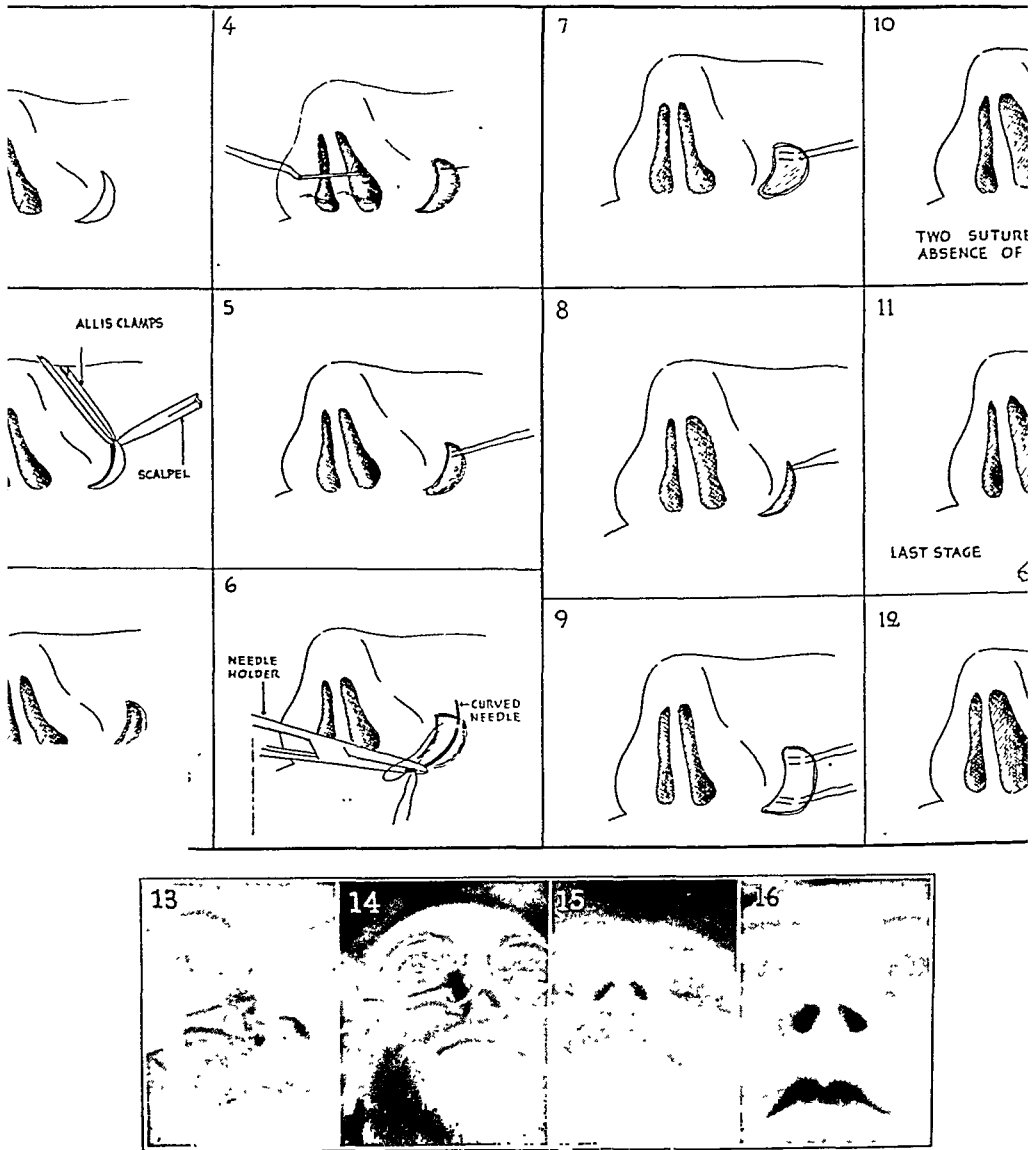 4
7
10
TWO SUTURE
ABSENCE OF
ALLIS CLAMPS
SCALPEL
5
8
11
LAST STAGE
6
NEEDLE
HOLDER
CURVED
NEEDLE
9
12
13
14
15
16